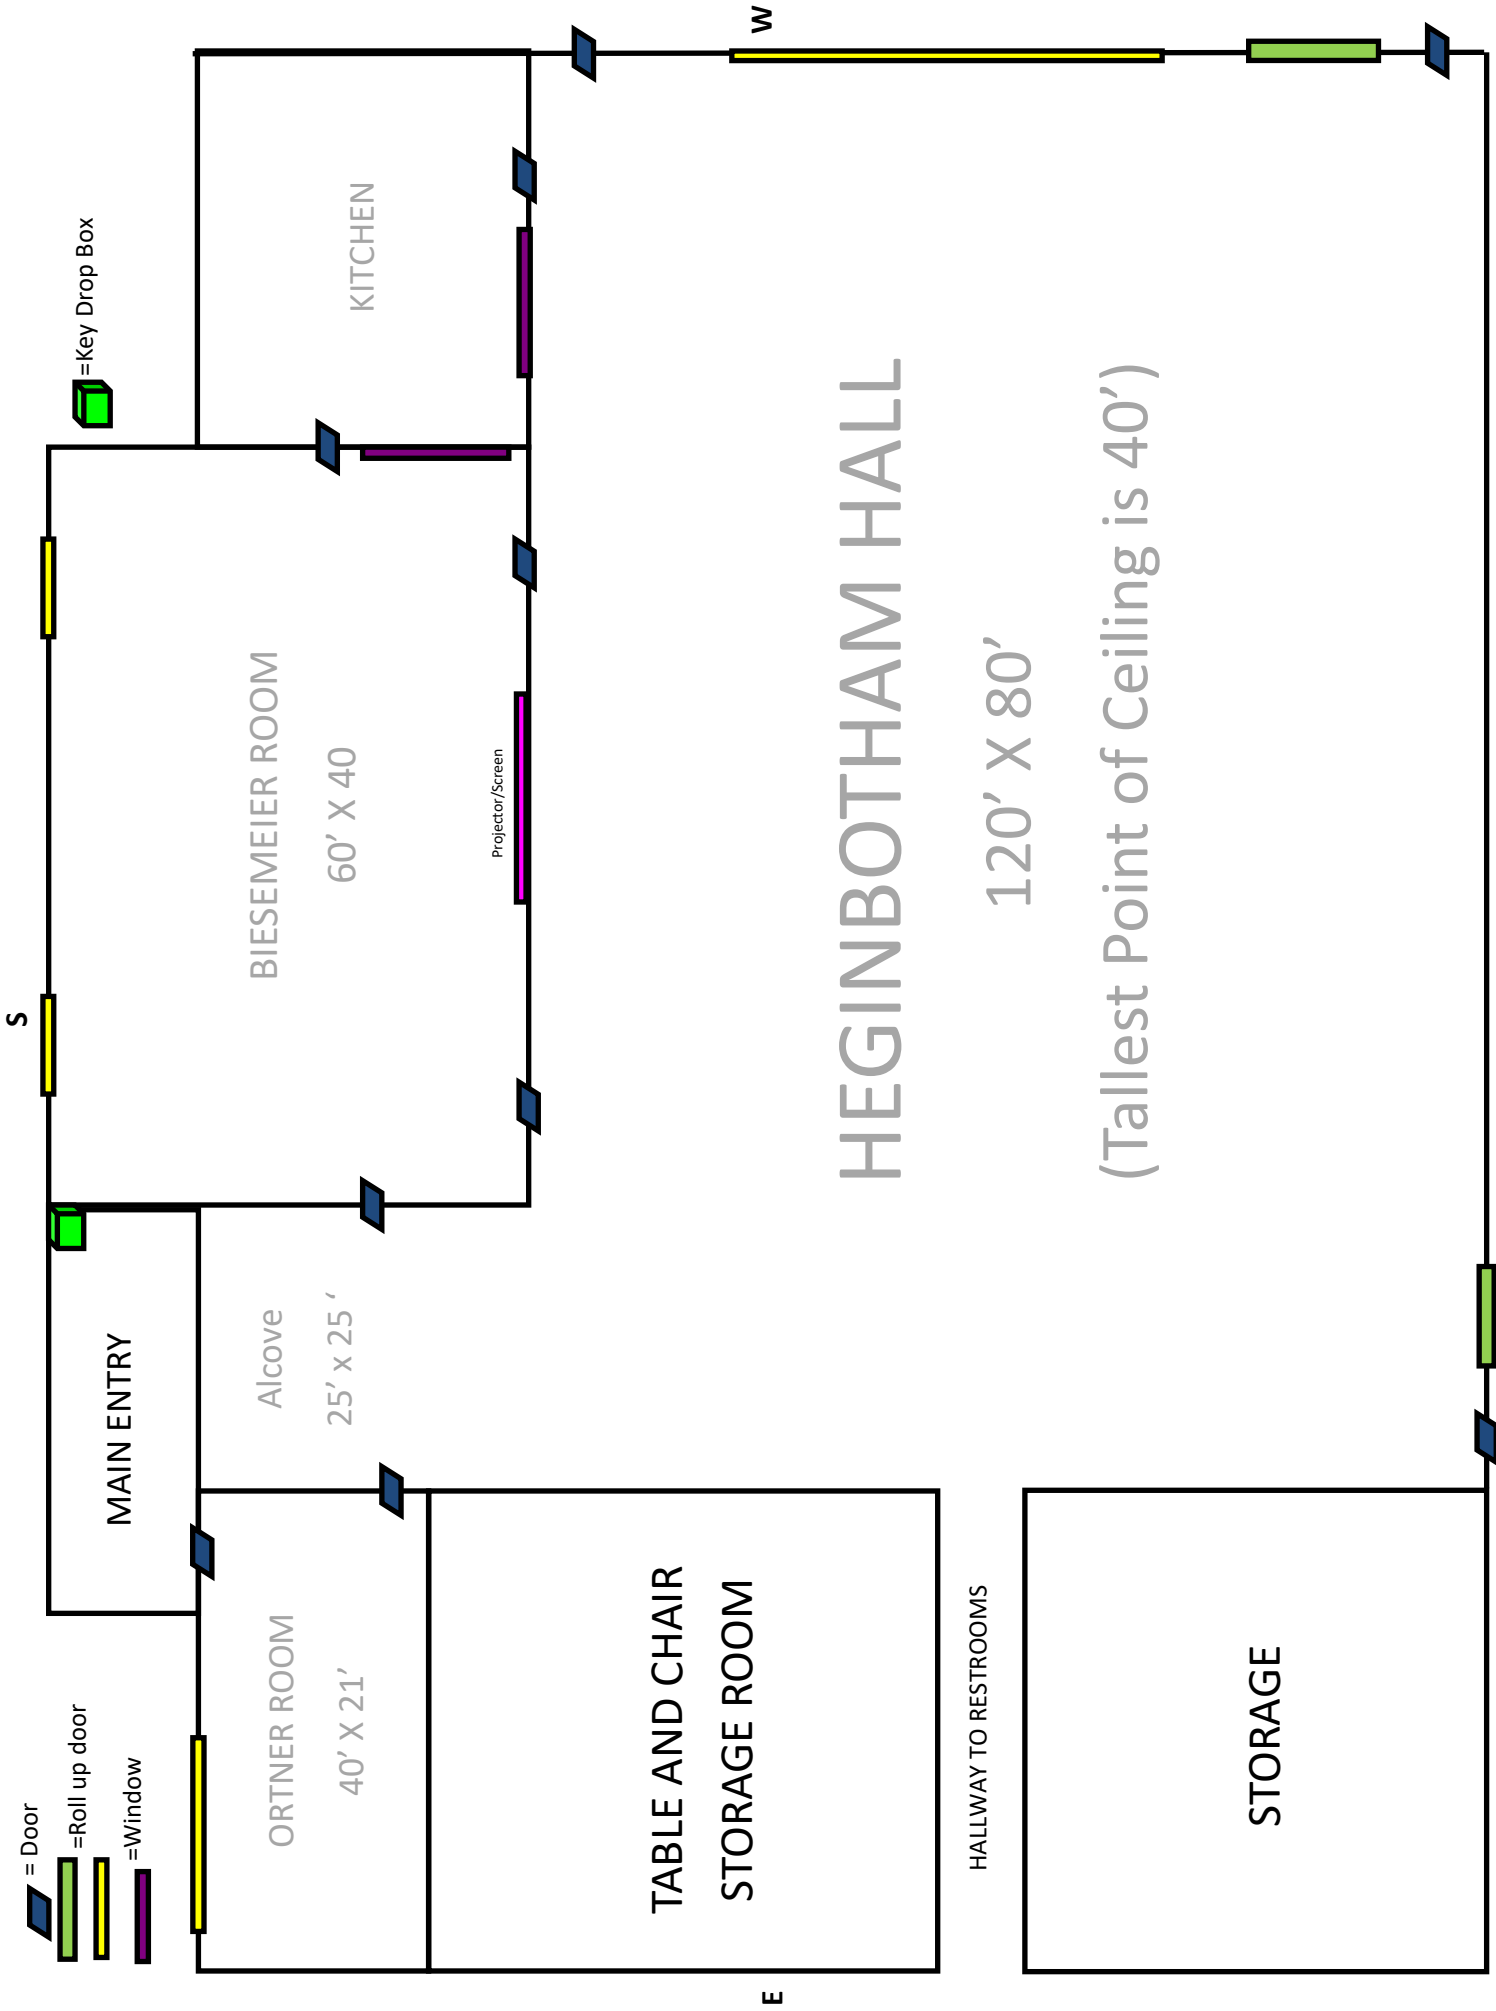 = Door
=Roll up door
=Window
S
=Key Drop Box
MAIN ENTRY
BIESEMEIER ROOM
60’ X 40
Projector/Screen
KITCHEN
ORTNER ROOM
40’ X 21’
Alcove
25’ x 25 ‘
TABLE AND CHAIR
STORAGE ROOM
E
W
HEGINBOTHAM HALL
120’ X 80’
(Tallest Point of Ceiling is 40’)
HALLWAY TO RESTROOMS
STORAGE